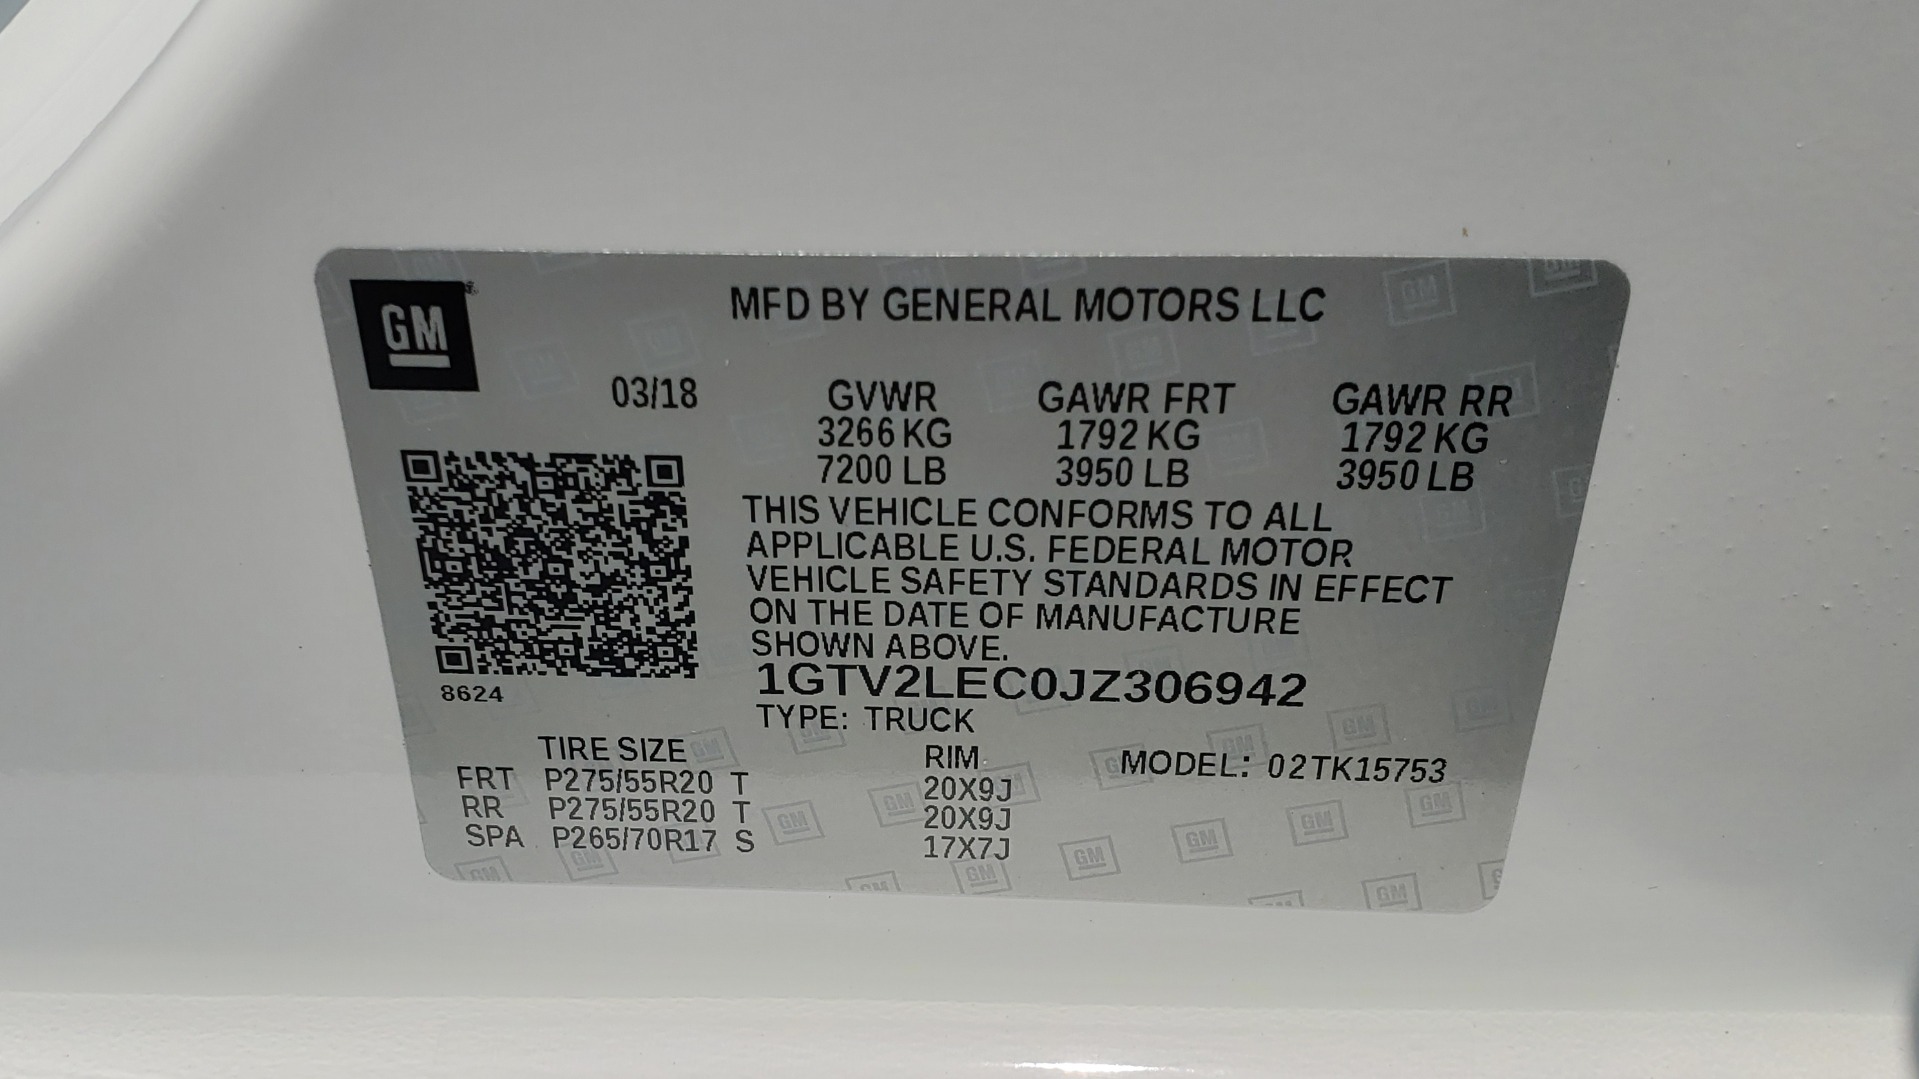 GM
MFD BY GENERAL MOTORS LLC
03/18 GVWR GAWR FRT GAWR RR
3266 KG 1792 KG 1792 KG
7200 LB 3950 LB 3950 LB
THIS VEHICLE CONFORMS TO ALL
APPLICABLE U.S. FEDERAL MOTOR
VEHICLE SAFETY STANDARDS IN EFFECT
ON THE DATE OF MANUFACTURE
SHOWN ABOVE.
8624
1GTV2LEC0JZ306942
TYPE: TRUCK
TIRE SIZE RIM MODEL: 02TK15753
FRT P275/55R20 T 20X9J
RR P275/55R20 T 20X9J
SPA P265/70R17 S 17X7J